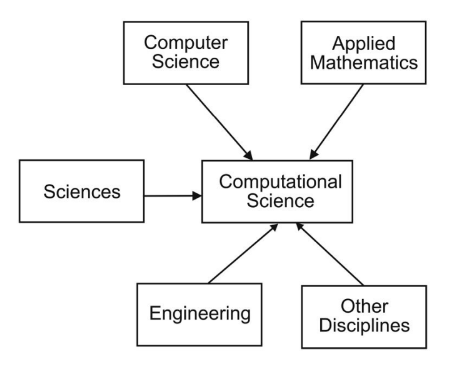 Computer
Science
Applied
Mathematics
Sciences
Computational
Science
Engineering
Other
Disciplines